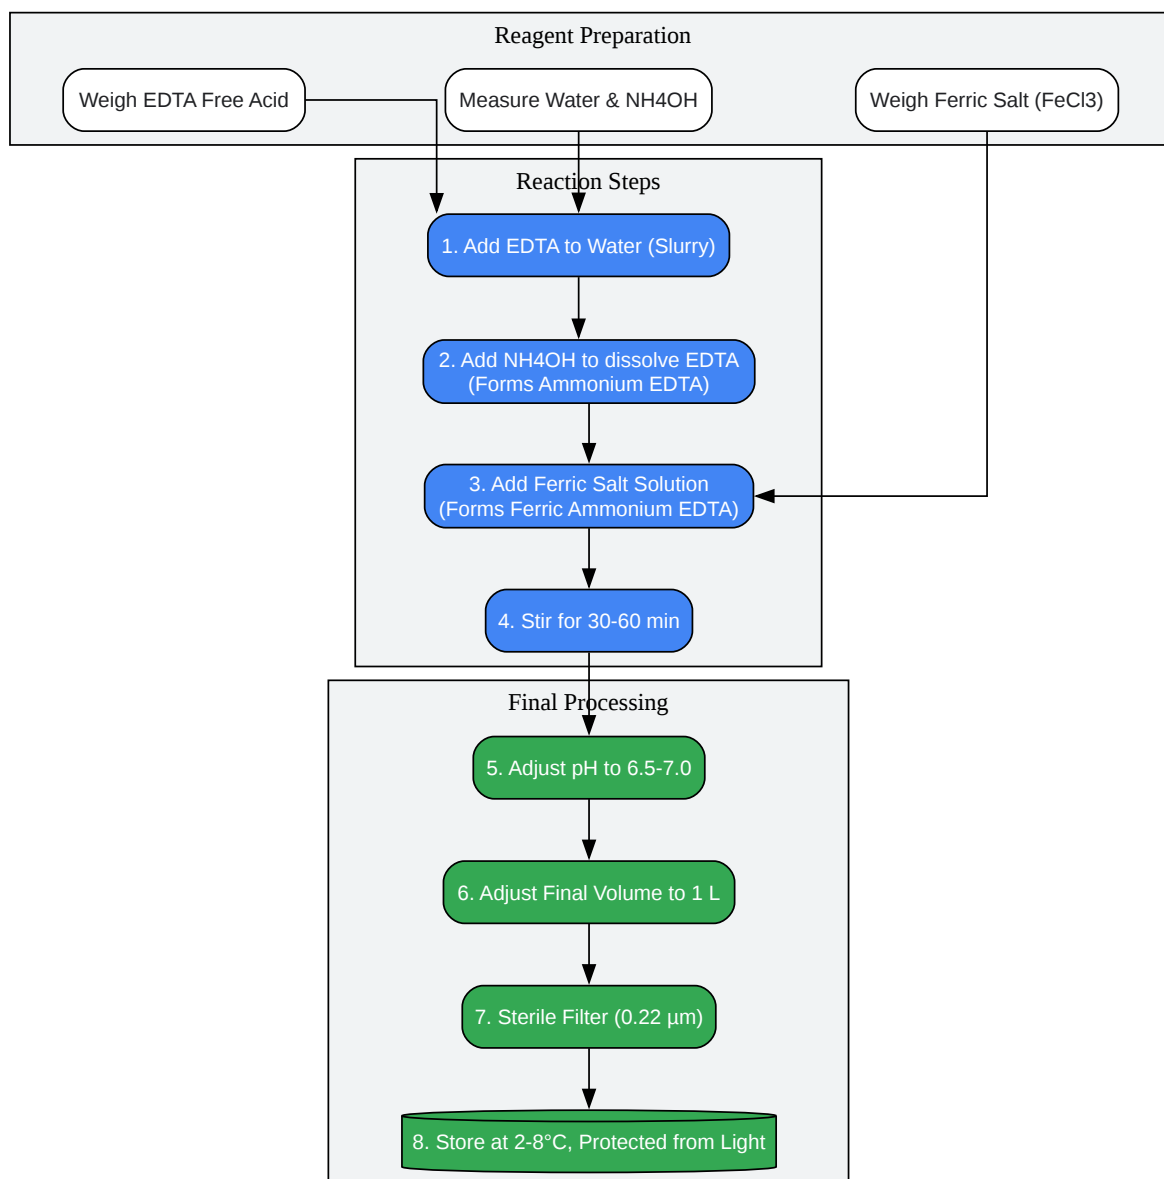 Reagent Preparation
Weigh EDTA Free Acid
Measure Water & NH4OH
Weigh Ferric Salt (FeCl3)
Reaction Steps
1. Add EDTA to Water (Slurry)
2. Add NH4OH to dissolve EDTA
(Forms Ammonium EDTA)
3. Add Ferric Salt Solution
(Forms Ferric Ammonium EDTA)
4. Stir for 30-60 min
Final Processing
5. Adjust pH to 6.5-7.0
6. Adjust Final Volume to 1 L
7. Sterile Filter (0.22 µm)
8. Store at 2-8°C, Protected from Light